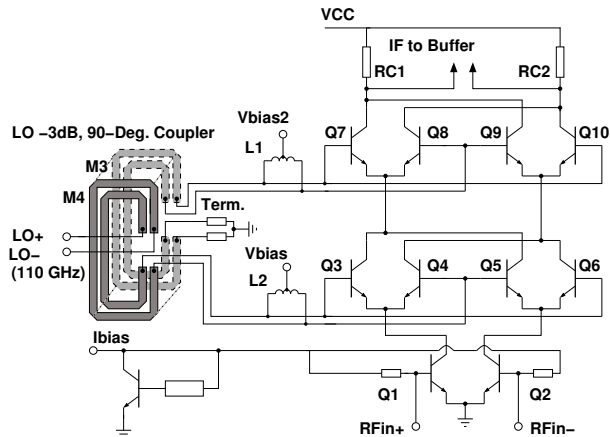 VCC
IF to Buffer
RC1
RC2
LO -3dB, 90-Deg. Coupler
Vbias2
L1
Q7
Q8
Q9
Q10
M3
M4
Term.
LO+
LO-
(110 GHz)
Vbias
L2
Q3
Q4
Q5
Q6
Ibias
Q1
Q2
RFin+
RFin-